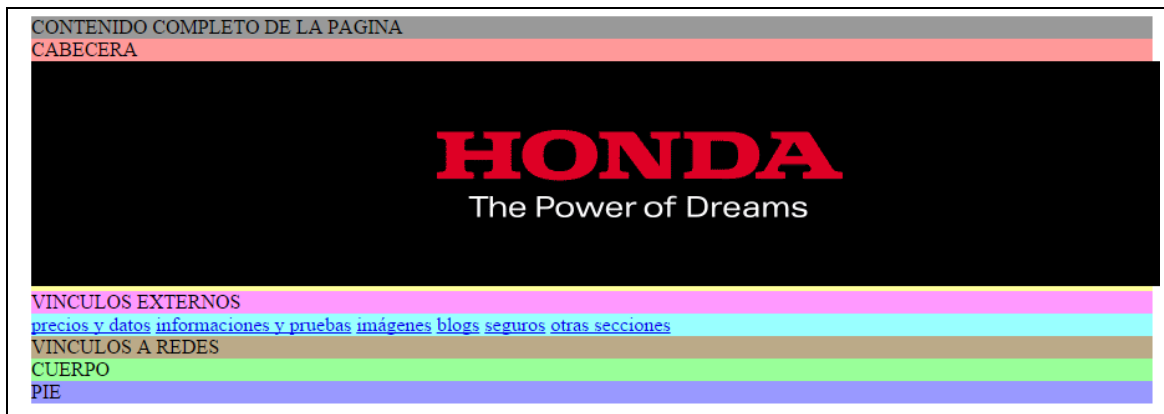 CONTENIDO COMPLETO DE LA PAGINA
CABECERA
HONDA
The Power of Dreams
VINCULOS EXTERNOS
precios y datos informaciones y pruebas imágenes blogs seguros otras secciones
VINCULOS A REDES
CUERPO
PIE